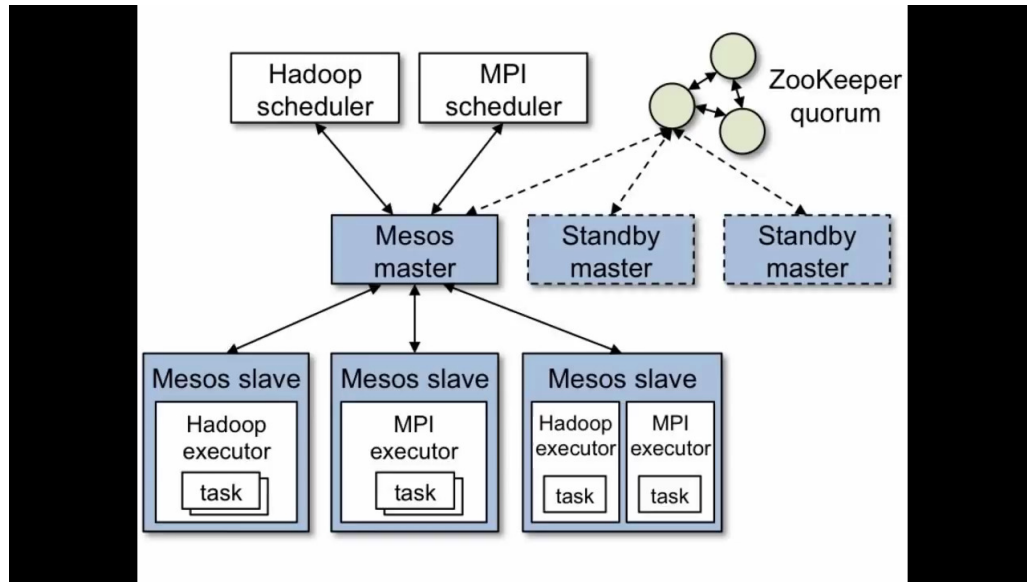 Hadoop
scheduler
MPI
scheduler
ZooKeeper
quorum
Mesos
master
Standby
master
Standby
master
Mesos slave
Hadoop
executor
task
Mesos slave
MPI
executor
task
Mesos slave
Hadoop
executor
task
MPI
executor
task